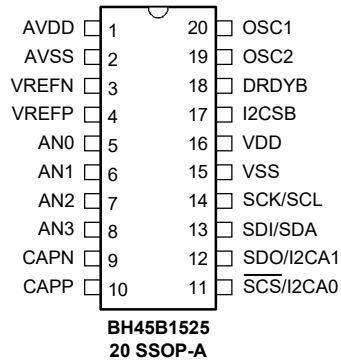 AVDD 1 20 OSC1
AVSS 2 19 OSC2
VREFN 3 18 DRDYB
VREFP 4 17 I2CSB
AN0 5 16 VDD
AN1 6 15 VSS
AN2 7 14 SCK/SCL
AN3 8 13 SDI/SDA
CAPN 9 12 SDO/I2CA1
CAPP 10 11 SCS/I2CA0
BH45B1525
20 SSOP-A